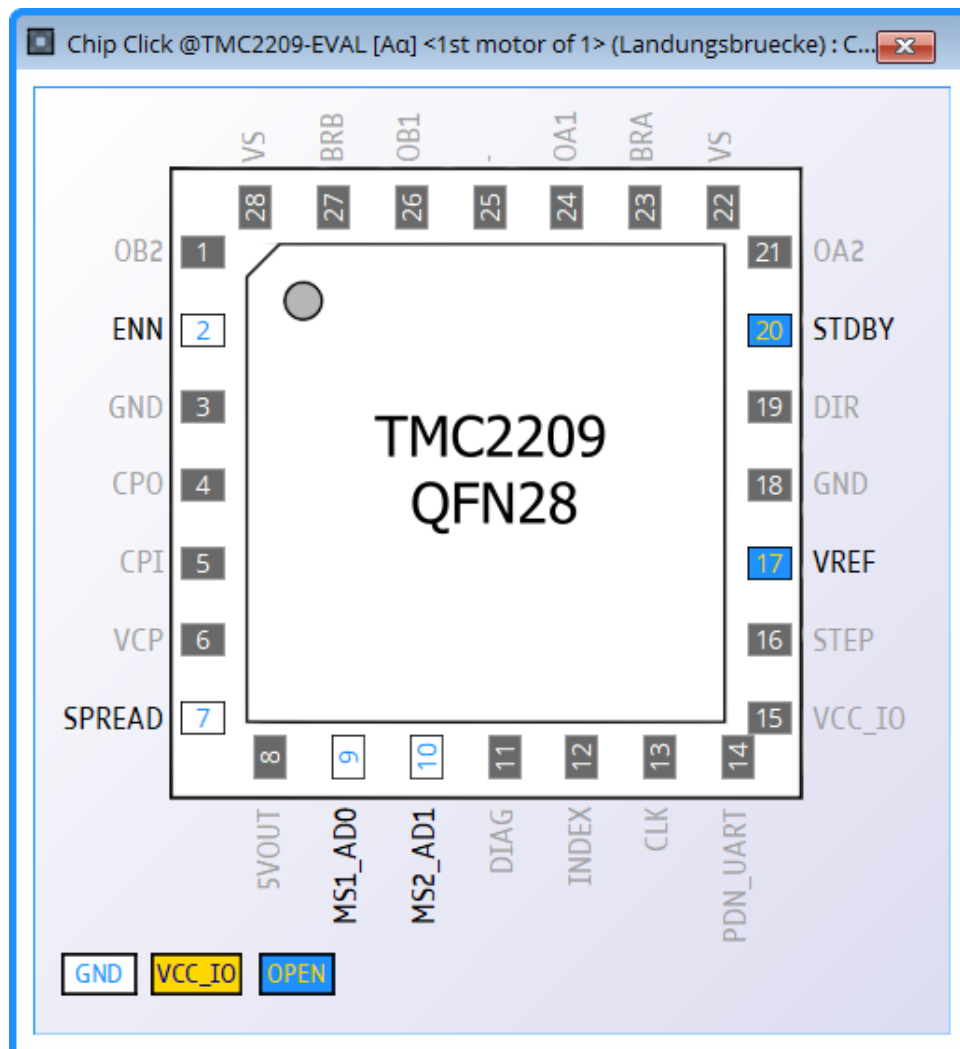 Chip Click @TMC2209-EVAL [Aα] <1st motor of 1> (Landungsbruecke) : C...
VS BRB OB1 - OA1 BRA VS
28 27 26 25 24 23 22
OB2 1 21 OA2
ENN 2 20 STDBY
GND 3 19 DIR
TMC2209
CPO 4 18 GND
QFN28
CPI 5 17 VREF
VCP 6 16 STEP
SPREAD 7 15 VCC_IO
8 9 10 11 12 13 14
5VOUT MS1_AD0 MS2_AD1 DIAG INDEX CLK PDN_UART
GND VCC_IO OPEN